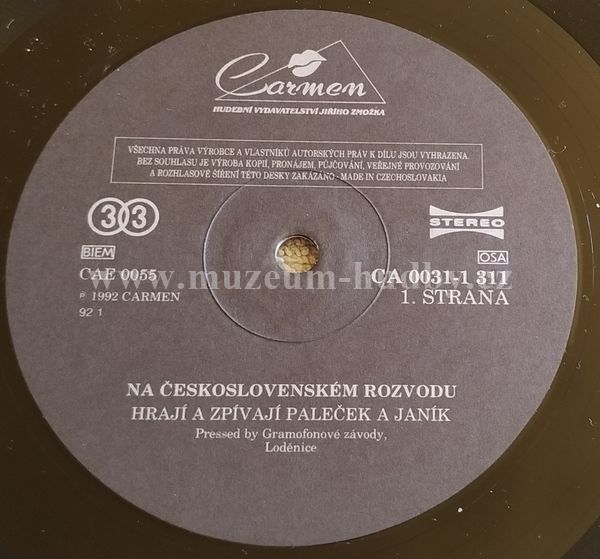 Carmen
HUDEBNÍ VYDAVATELSTVÍ JIŘÍHO ZMOŽKA
VŠECHNA PRÁVA VÝROBCE A VLASTNÍKŮ AUTORSKÝCH PRÁV K DÍLU JSOU VYHRAZENA.
BEZ SOUHLASU JE VÝROBA KOPIÍ, PRONÁJEM, PŮJČOVÁNÍ, VEŘEJNÉ PROVOZOVÁNÍ
A ROZHLASOVÉ ŠÍŘENÍ TÉTO DESKY ZAKÁZÁNO - MADE IN CZECHOSLOVAKIA
33
STEREO
BIEM
OSA
CAE 0055
CA 0031-1 311
www.muzeum-hudby.cz
℗ 1992 CARMEN
1. STRANA
92 1
NA ČESKOSLOVENSKÉM ROZVODU
HRAJÍ A ZPÍVAJÍ PALEČEK A JANÍK
Pressed by Gramofonové závody,
Loděnice